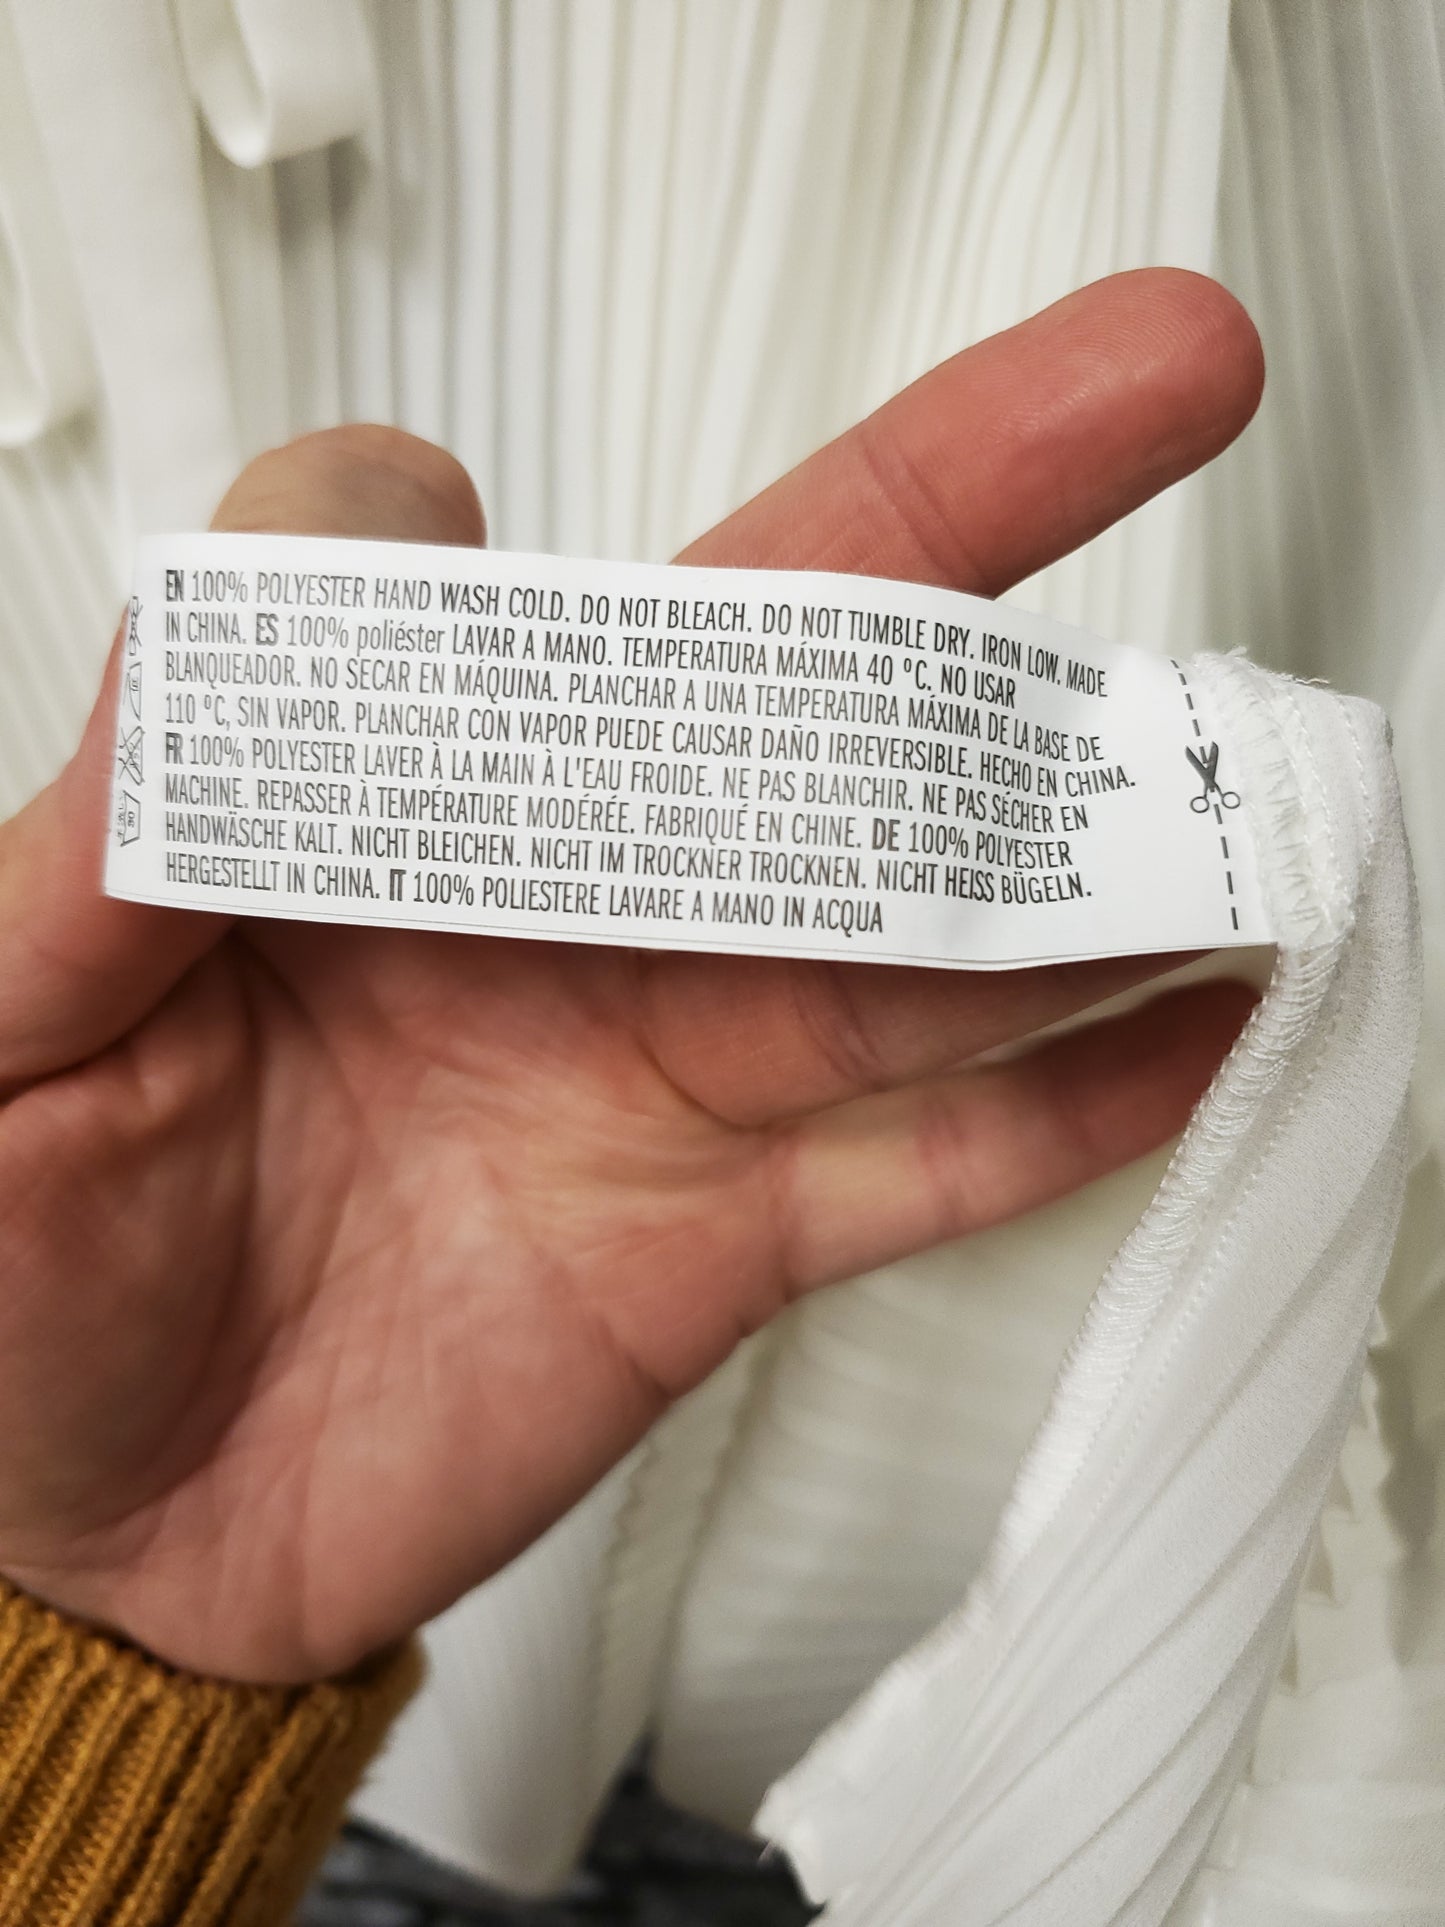 EN 100% POLYESTER HAND WASH COLD. DO NOT BLEACH. DO NOT TUMBLE DRY. IRON LOW. MADE
IN CHINA. ES 100% poliéster LAVAR A MANO. TEMPERATURA MÁXIMA 40 °C. NO USAR
BLANQUEADOR. NO SECAR EN MÁQUINA. PLANCHAR A UNA TEMPERATURA MÁXIMA DE LA BASE DE
110 °C, SIN VAPOR. PLANCHAR CON VAPOR PUEDE CAUSAR DAÑO IRREVERSIBLE. HECHO EN CHINA.
FR 100% POLYESTER LAVER À LA MAIN À L'EAU FROIDE. NE PAS BLANCHIR. NE PAS SÉCHER EN
MACHINE. REPASSER À TEMPÉRATURE MODÉRÉE. FABRIQUÉ EN CHINE. DE 100% POLYESTER
HANDWÄSCHE KALT. NICHT BLEICHEN. NICHT IM TROCKNER TROCKNEN. NICHT HEISS BÜGELN.
HERGESTELLT IN CHINA. IT 100% POLIESTERE LAVARE A MANO IN ACQUA